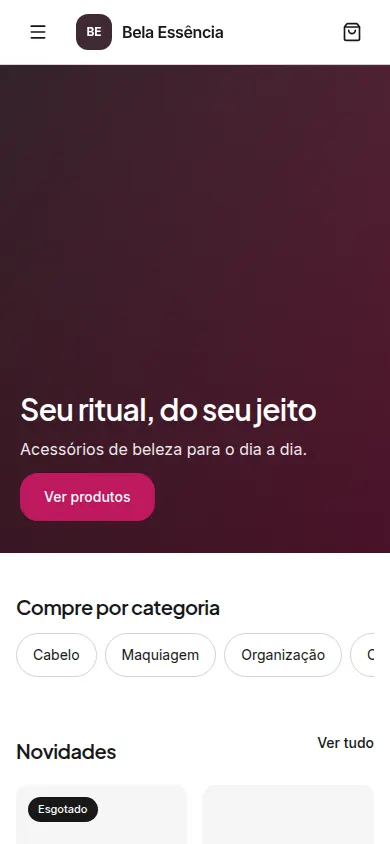 BE
Bela Essência
Seu ritual, do seu jeito
Acessórios de beleza para o dia a dia.
Ver produtos
Compre por categoria
Cabelo
Maquiagem
Organização
Novidades
Ver tudo
Esgotado